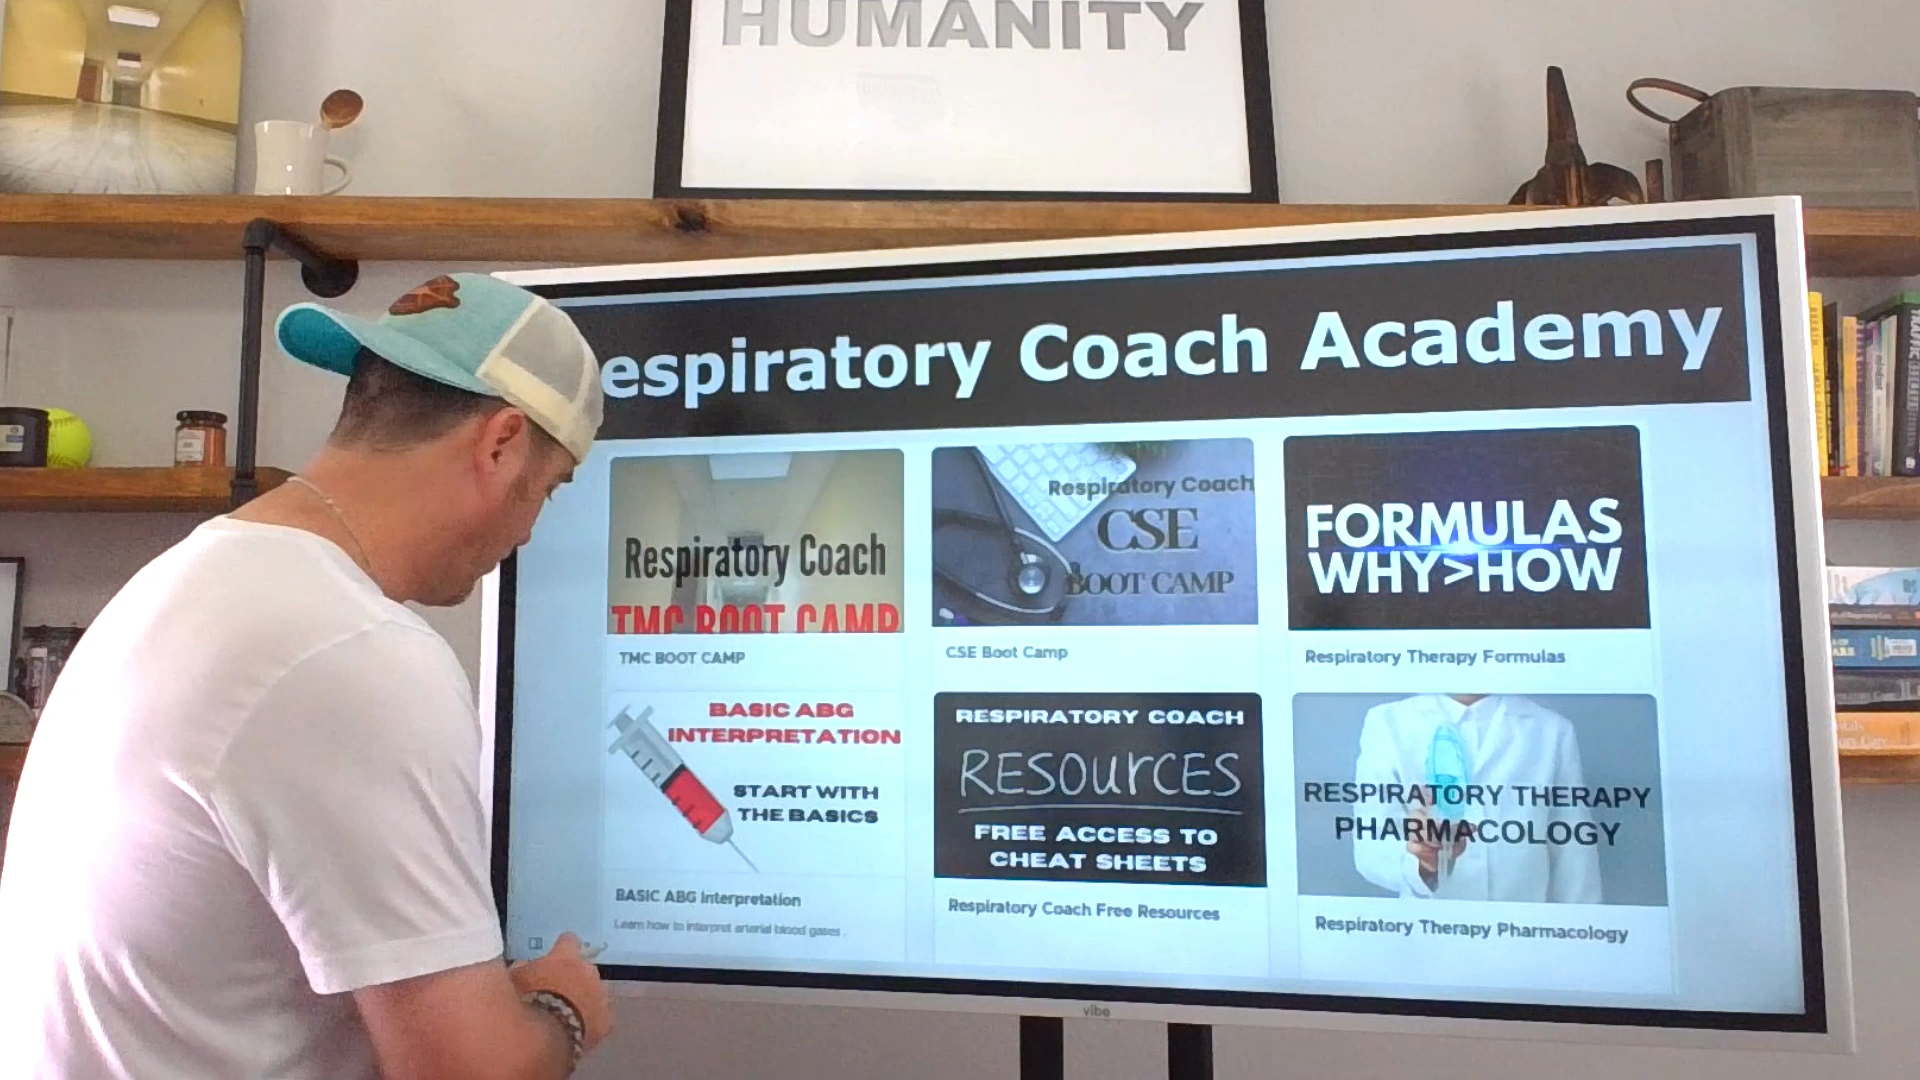 HUMANITY
espiratory Coach Academy
Respiratory Coach
TMC BOOT CAMP
TMC BOOT CAMP
Respiratory Coach
CSE
BOOT CAMP
CSE Boot Camp
FORMULAS
WHY>HOW
Respiratory Therapy Formulas
BASIC ABG
INTERPRETATION
START WITH
THE BASICS
BASIC ABG Interpretation
Learn how to interpret arterial blood gases .
RESPIRATORY COACH
RESOURCES
FREE ACCESS TO
CHEAT SHEETS
Respiratory Coach Free Resources
RESPIRATORY THERAPY
PHARMACOLOGY
Respiratory Therapy Pharmacology
vibe